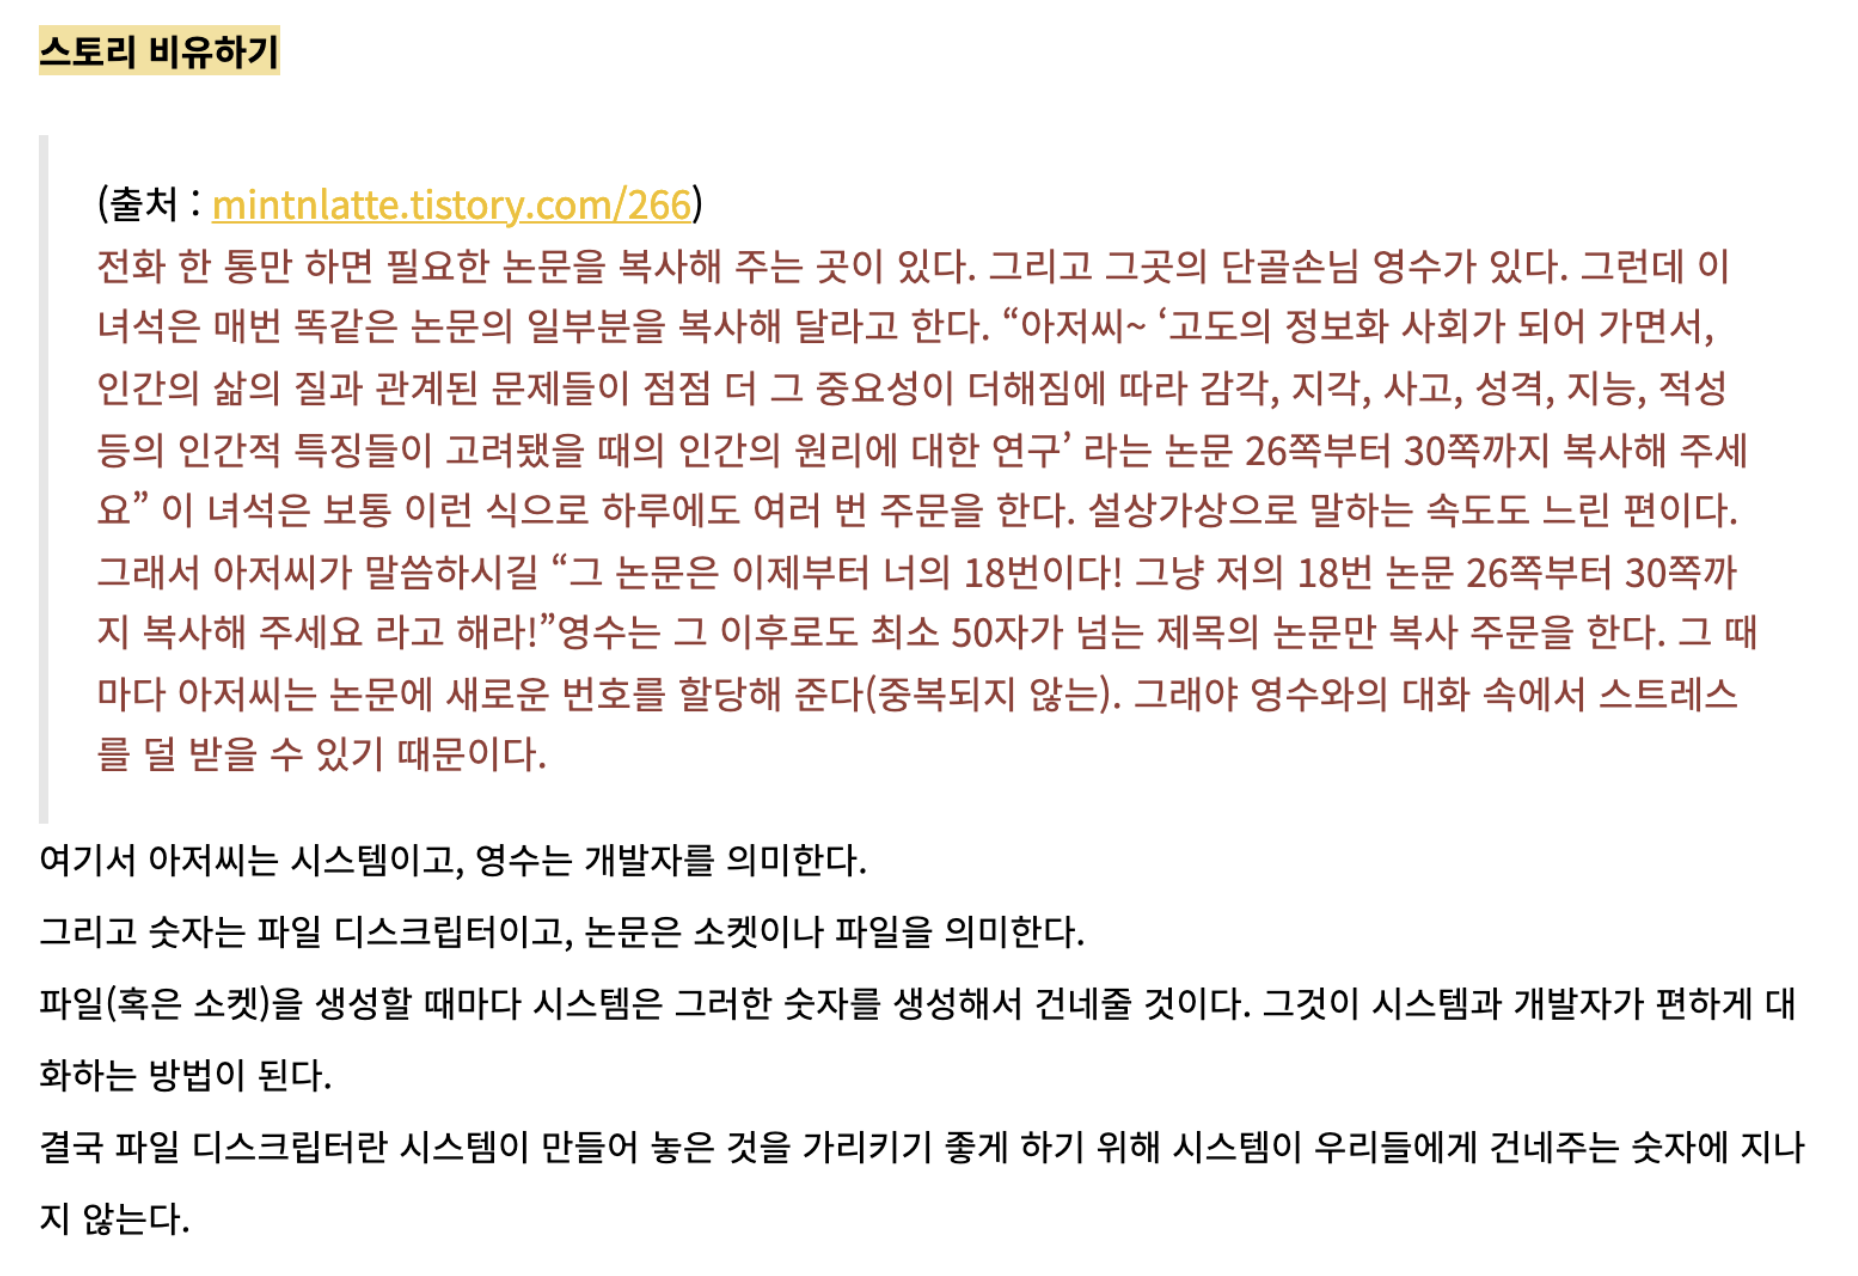 스토리 비유하기
(출처 : mintnlatte.tistory.com/266)
전화 한 통만 하면 필요한 논문을 복사해 주는 곳이 있다. 그리고 그곳의 단골손님 영수가 있다. 그런데 이
녀석은 매번 똑같은 논문의 일부분을 복사해 달라고 한다. “아저씨~ ‘고도의 정보화 사회가 되어 가면서,
인간의 삶의 질과 관계된 문제들이 점점 더 그 중요성이 더해짐에 따라 감각, 지각, 사고, 성격, 지능, 적성
등의 인간적 특징들이 고려됐을 때의 인간의 원리에 대한 연구’ 라는 논문 26쪽부터 30쪽까지 복사해 주세
요” 이 녀석은 보통 이런 식으로 하루에도 여러 번 주문을 한다. 설상가상으로 말하는 속도도 느린 편이다.
그래서 아저씨가 말씀하시길 “그 논문은 이제부터 너의 18번이다! 그냥 저의 18번 논문 26쪽부터 30쪽까
지 복사해 주세요 라고 해라!”영수는 그 이후로도 최소 50자가 넘는 제목의 논문만 복사 주문을 한다. 그 때
마다 아저씨는 논문에 새로운 번호를 할당해 준다(중복되지 않는). 그래야 영수와의 대화 속에서 스트레스
를 덜 받을 수 있기 때문이다.
여기서 아저씨는 시스템이고, 영수는 개발자를 의미한다.
그리고 숫자는 파일 디스크립터이고, 논문은 소켓이나 파일을 의미한다.
파일(혹은 소켓)을 생성할 때마다 시스템은 그러한 숫자를 생성해서 건네줄 것이다. 그것이 시스템과 개발자가 편하게 대
화하는 방법이 된다.
결국 파일 디스크립터란 시스템이 만들어 놓은 것을 가리키기 좋게 하기 위해 시스템이 우리들에게 건네주는 숫자에 지나
지 않는다.